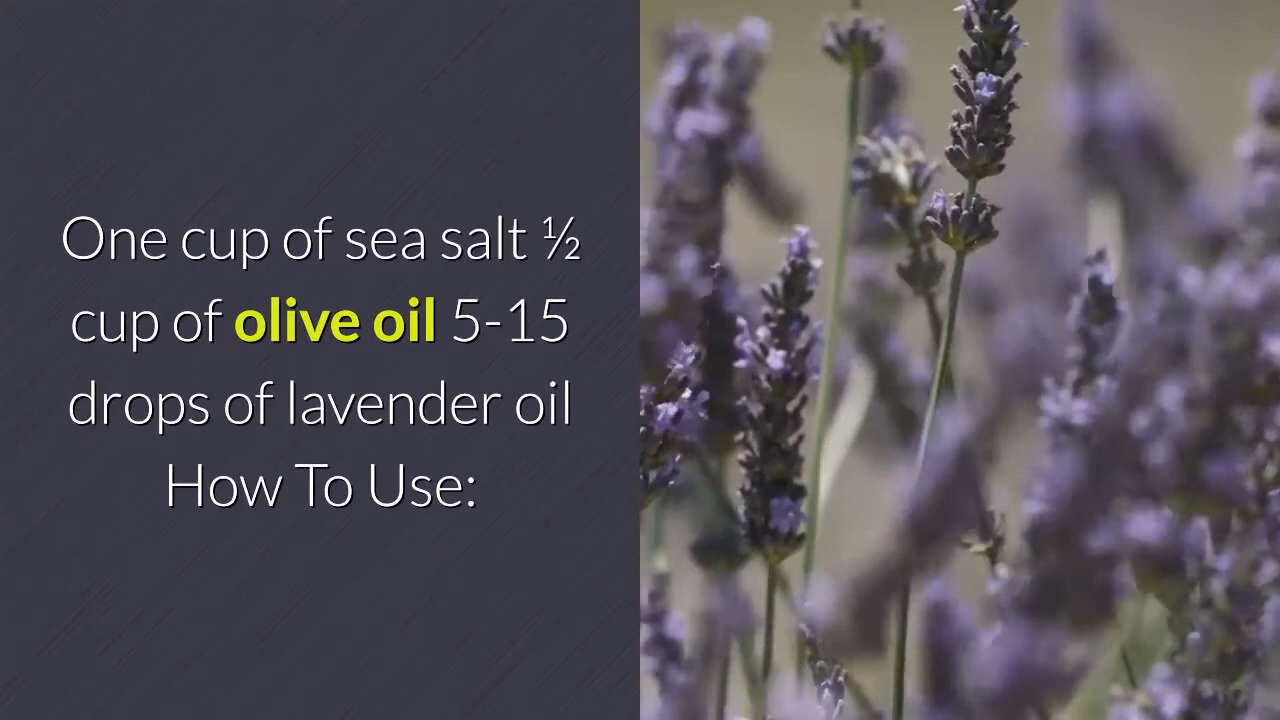 One cup of sea salt ½
cup of olive oil 5-15
drops of lavender oil
How To Use: